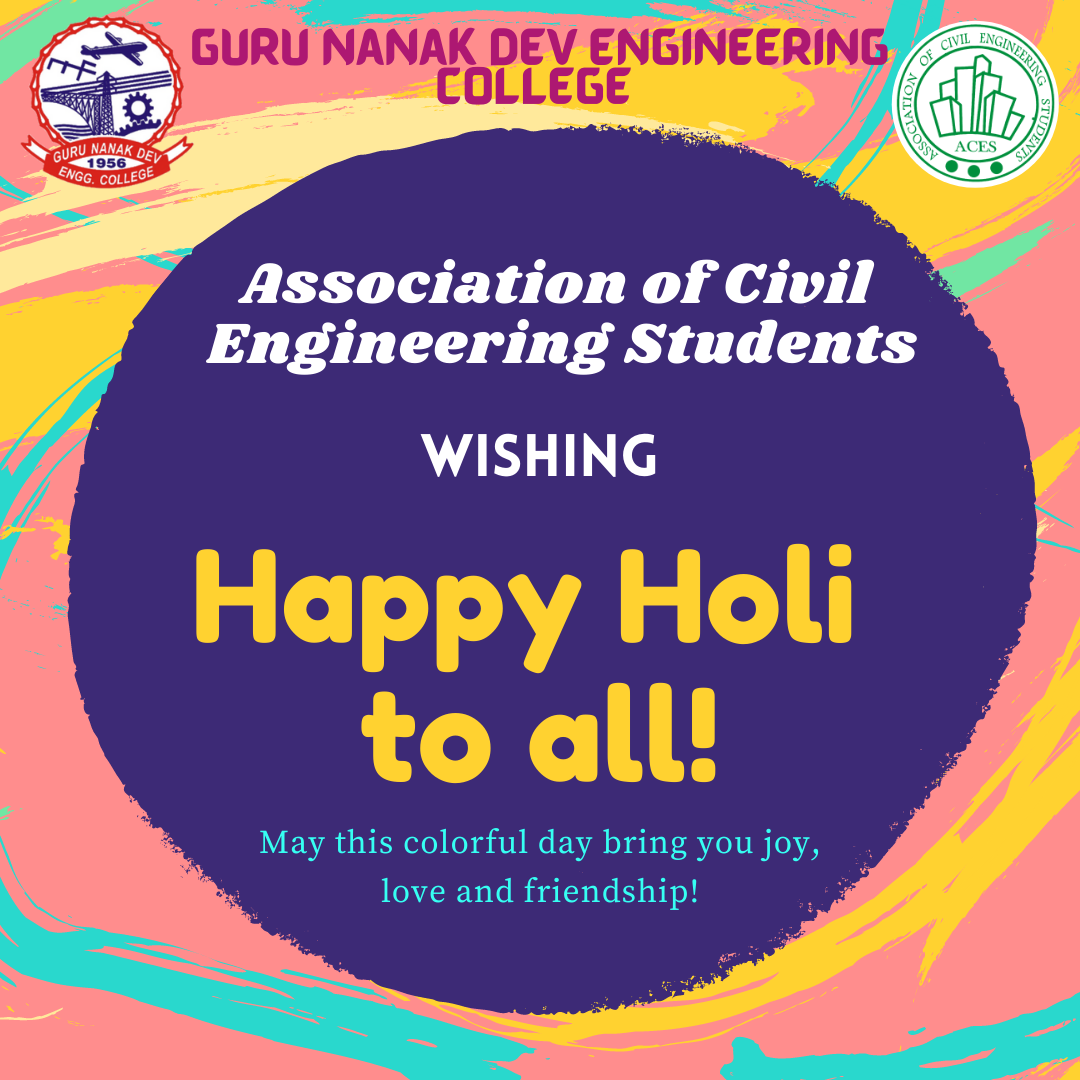 GURU NANAK DEV ENGINEERING
COLLEGE
GURU NANAK DEV
1956
ENGG. COLLEGE
ASSOCIATION OF CIVIL ENGINEERING STUDENTS
ACES
Association of Civil
Engineering Students
WISHING
Happy Holi
to all!
May this colorful day bring you joy,
love and friendship!